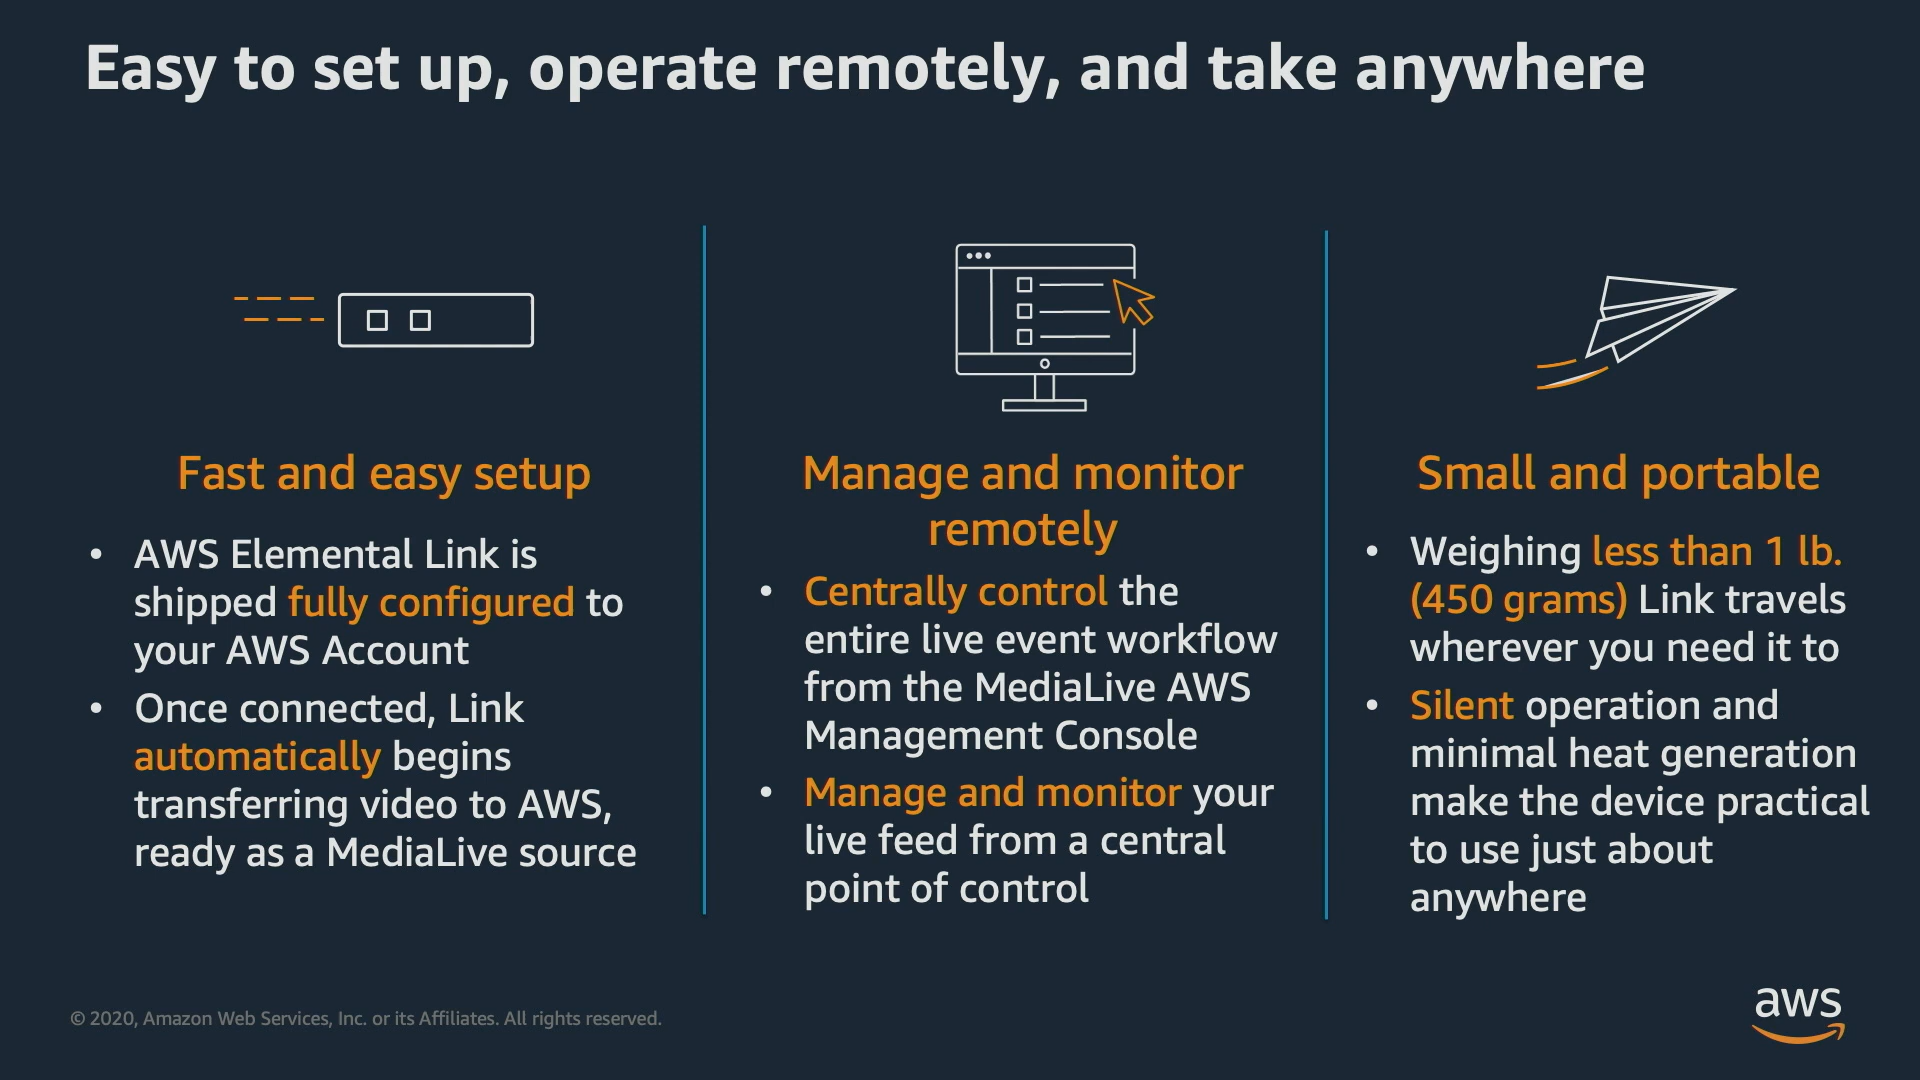 Easy to set up, operate remotely, and take anywhere
Fast and easy setup
• AWS Elemental Link is
shipped fully configured to
your AWS Account
• Once connected, Link
automatically begins
transferring video to AWS,
ready as a MediaLive source
Manage and monitor
remotely
• Centrally control the
entire live event workflow
from the MediaLive AWS
Management Console
• Manage and monitor your
live feed from a central
point of control
Small and portable
• Weighing less than 1 lb.
(450 grams) Link travels
wherever you need it to
• Silent operation and
minimal heat generation
make the device practical
to use just about
anywhere
© 2020, Amazon Web Services, Inc. or its Affiliates. All rights reserved.
aws